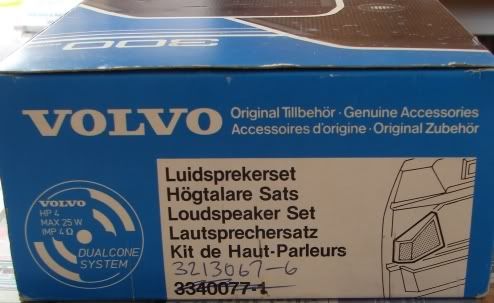 300
VOLVO
Original Tillbehör · Genuine Accessories
Accessoires d'origine · Original Zubehör
VOLVO
HP 4
MAX 25 W
IMP 4 Ω
DUALCONE
SYSTEM
Luidsprekerset
Högtalare Sats
Loudspeaker Set
Lautsprechersatz
Kit de Haut-Parleurs
3213067-6
3340077-1